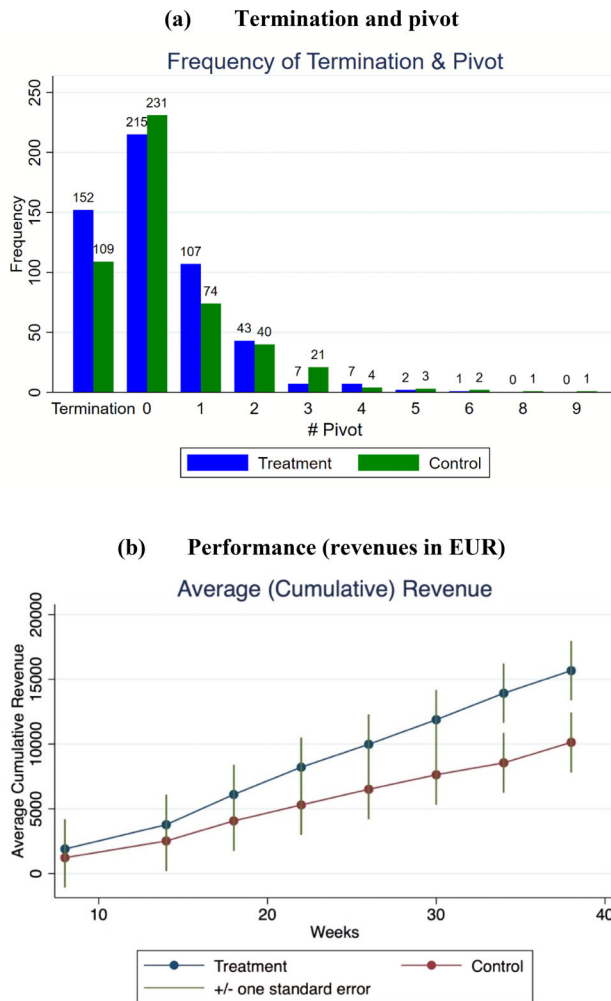 (a) Termination and pivot
Frequency of Termination & Pivot
Frequency
250
200
150
100
50
0
152
109
215
231
107
74
43
40
7
21
7
4
2
3
1
2
0
1
0
1
Termination 0 1 2 3 4 5 6 8 9
# Pivot
Treatment Control
(b) Performance (revenues in EUR)
Average (Cumulative) Revenue
Average Cumulative Revenue
20000
15000
10000
5000
0
10 20 30 40
Weeks
Treatment Control
+/- one standard error